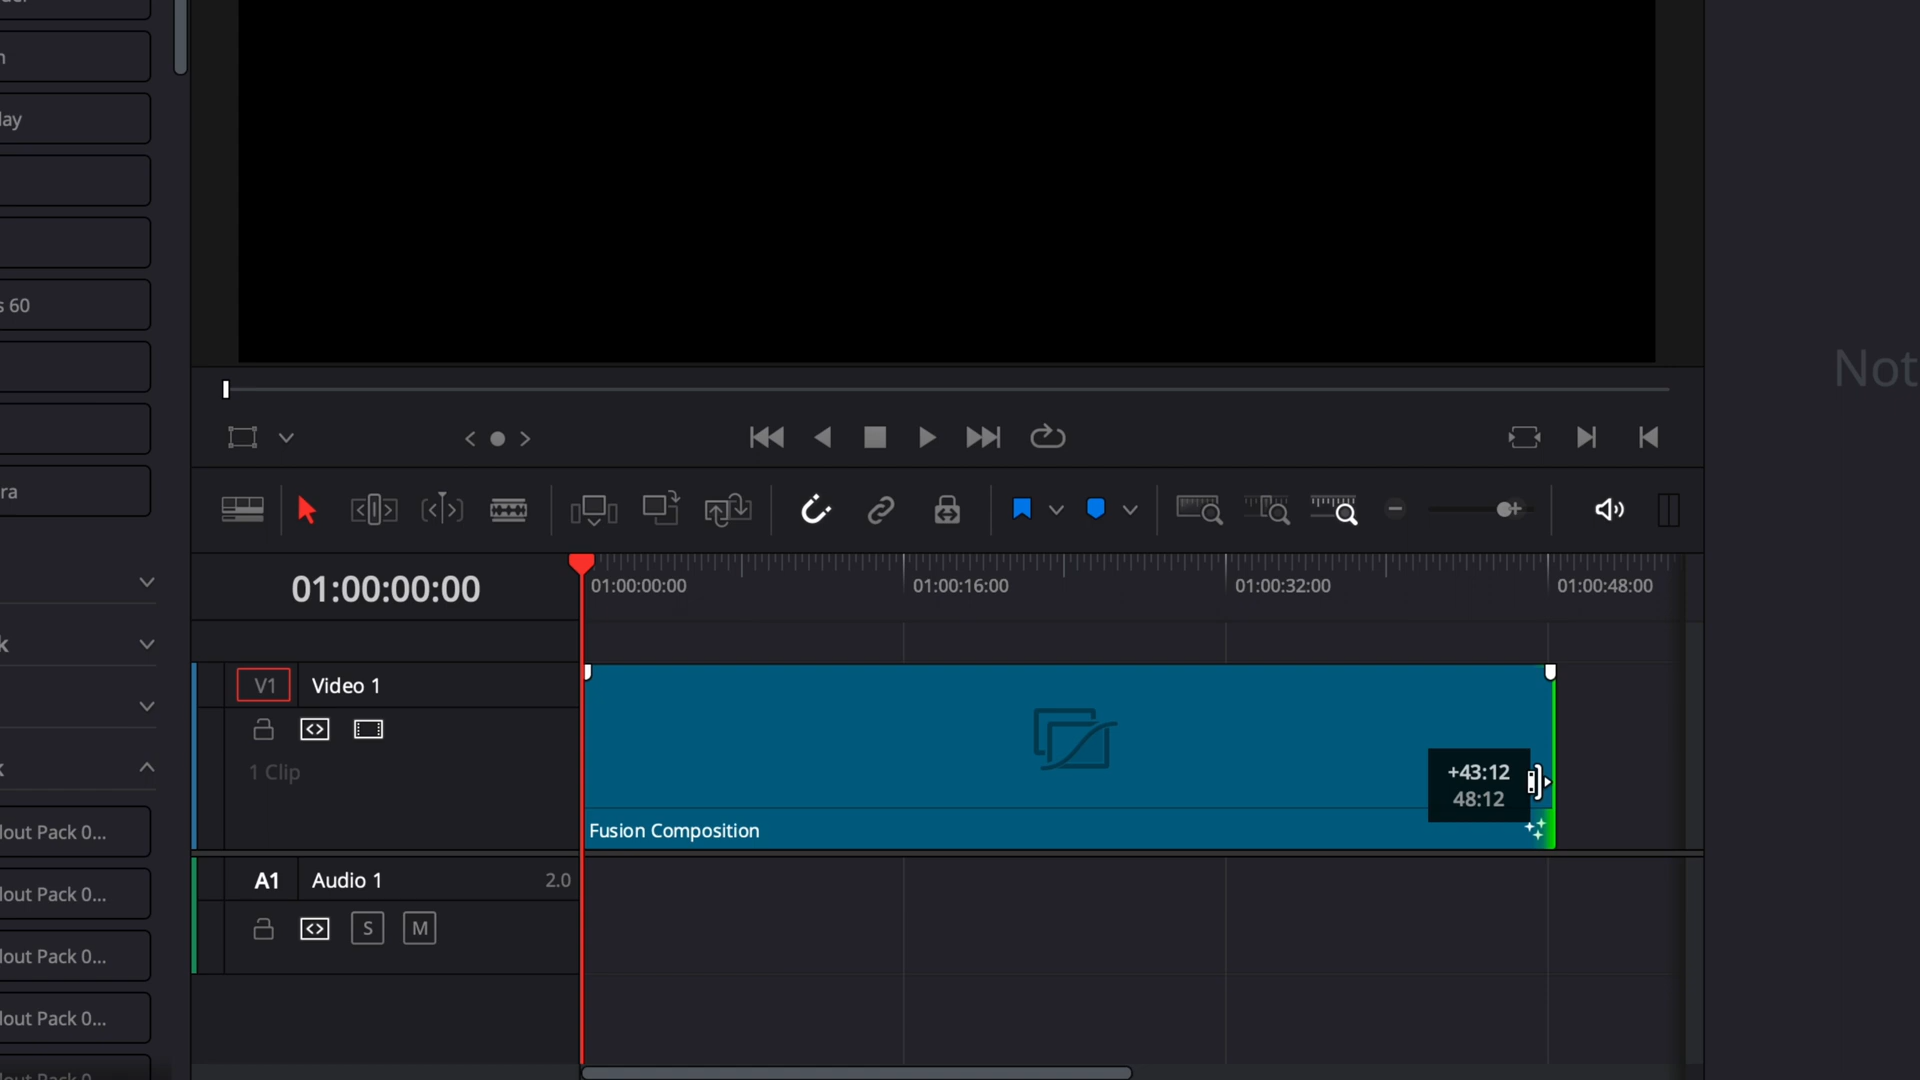 lay
s 60
ra
Not
01:00:00:00
01:00:00:00
01:00:16:00
01:00:32:00
01:00:48:00
V1
Video 1
1 Clip
+43:12
48:12
Fusion Composition
A1
Audio 1
2.0
S
M
k
lout Pack 0...
lout Pack 0...
lout Pack 0...
lout Pack 0...